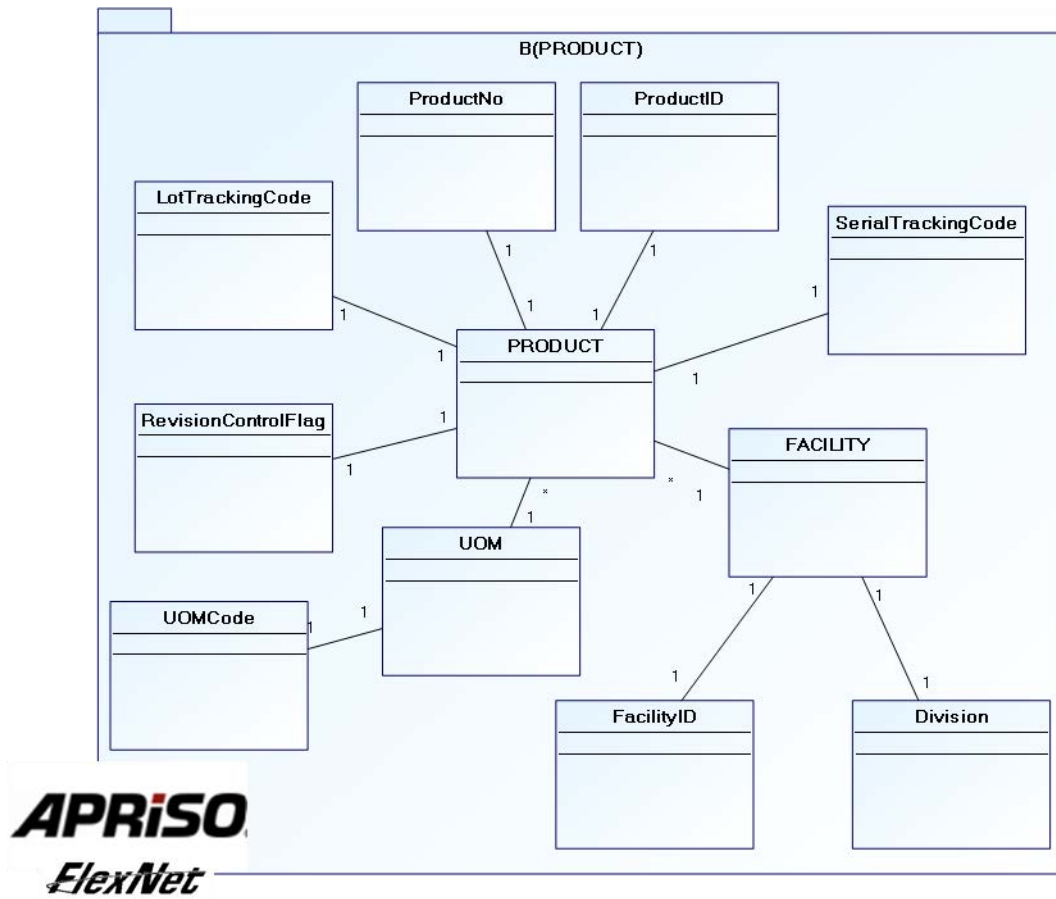 B(PRODUCT)
ProductNo
ProductID
LotTrackingCode
SerialTrackingCode
1
1
1
1
1
1
PRODUCT
1
1
1
RevisionControlFlag
1
1
FACILITY
*
*
1
1
UOM
1
1
1
1
UOMCode
1
1
FacilityID
Division
APRiSO.
FlexNet